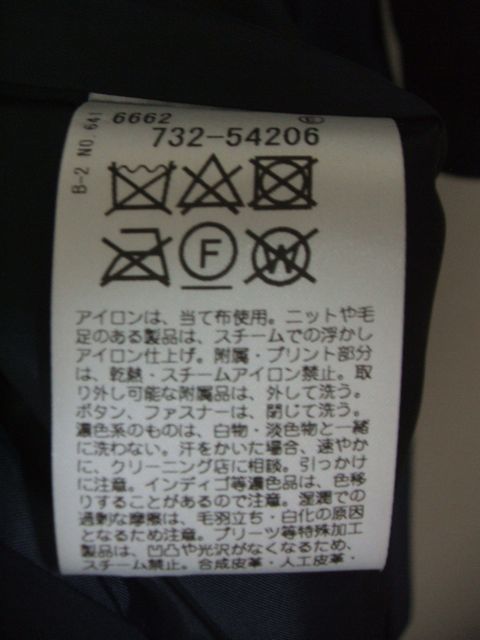 6662
732-54206
B-2 NO.641
F
W
アイロンは、当て布使用。ニットや毛
足のある製品は、スチームでの浮かし
アイロン仕上げ。附属・プリント部分
は、乾熱・スチームアイロン禁止。取
り外し可能な附属品は、外して洗う。
ボタン、ファスナーは、閉じて洗う。
濃色系のものは、白物・淡色物と一緒
に洗わない。汗をかいた場合、速やか
に、クリーニング店に相談。引っかけ
に注意。インディゴ等濃色品は、色移
りすることがあるので注意。湿潤での
過剰な摩擦は、毛羽立ち・白化の原因
となるため注意。プリーツ等特殊加工
製品は、凹凸や光沢がなくなるため、
スチーム禁止。合成皮革・人工皮革・